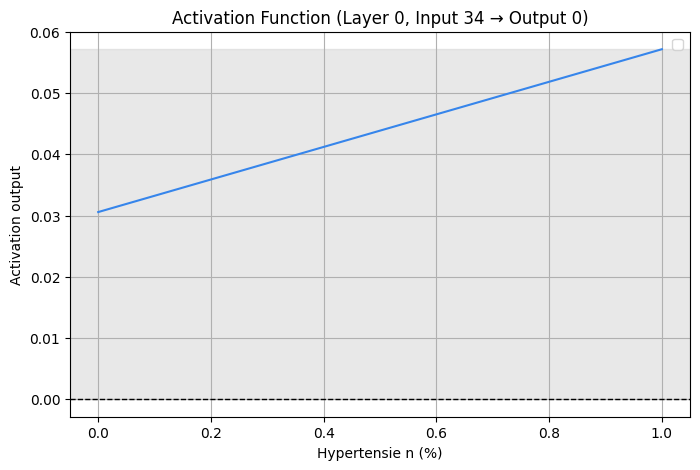 Activation Function (Layer 0, Input 34 → Output 0)
0.06
0.05
0.04
0.03
0.02
0.01
0.00
Activation output
0.0 0.2 0.4 0.6 0.8 1.0
Hypertensie n (%)